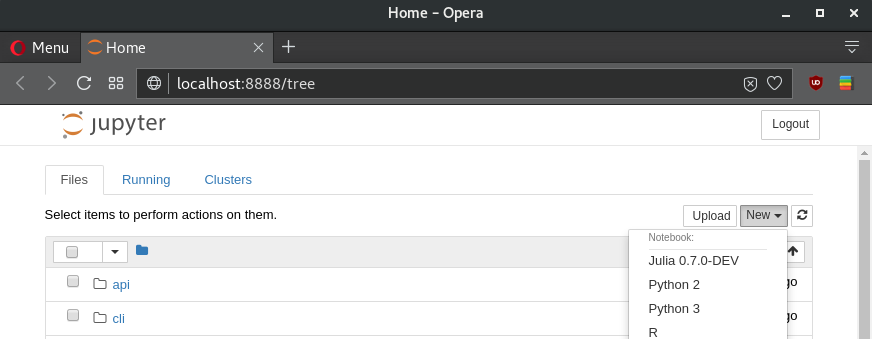 Home - Opera
Menu
Home
localhost:8888/tree
jupyter
Logout
Files Running Clusters
Select items to perform actions on them.
Upload New
Notebook:
Julia 0.7.0-DEV
api
go
Python 2
Python 3
cli
go
R